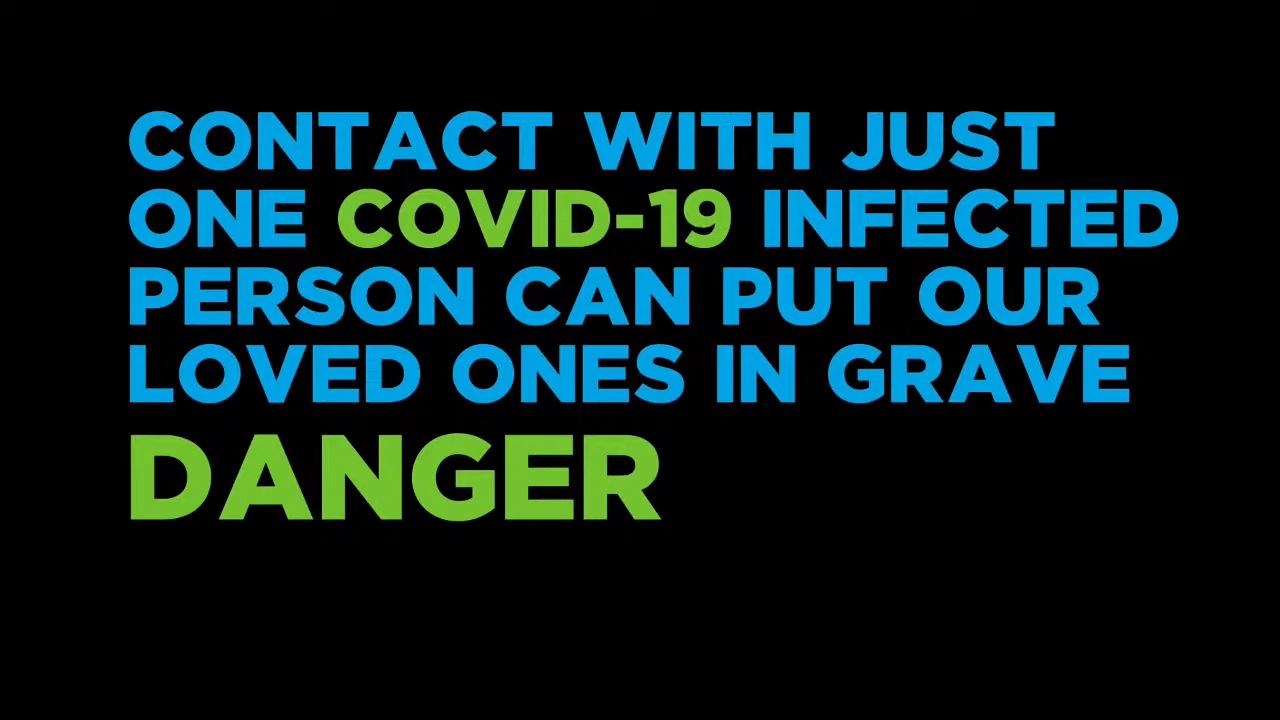 CONTACT WITH JUST
ONE COVID-19 INFECTED
PERSON CAN PUT OUR
LOVED ONES IN GRAVE
DANGER